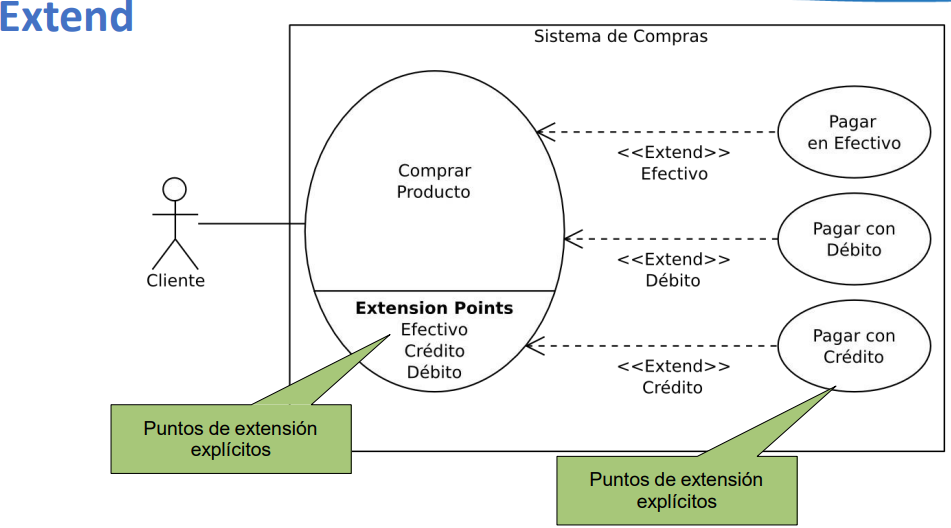 Extend
Sistema de Compras
Pagar
en Efectivo
<<Extend>>
Efectivo
Comprar
Producto
Pagar con
Débito
<<Extend>>
Débito
Cliente
Extension Points
Efectivo
Crédito
Débito
Pagar con
Crédito
<<Extend>>
Crédito
Puntos de extensión
explícitos
Puntos de extensión
explícitos